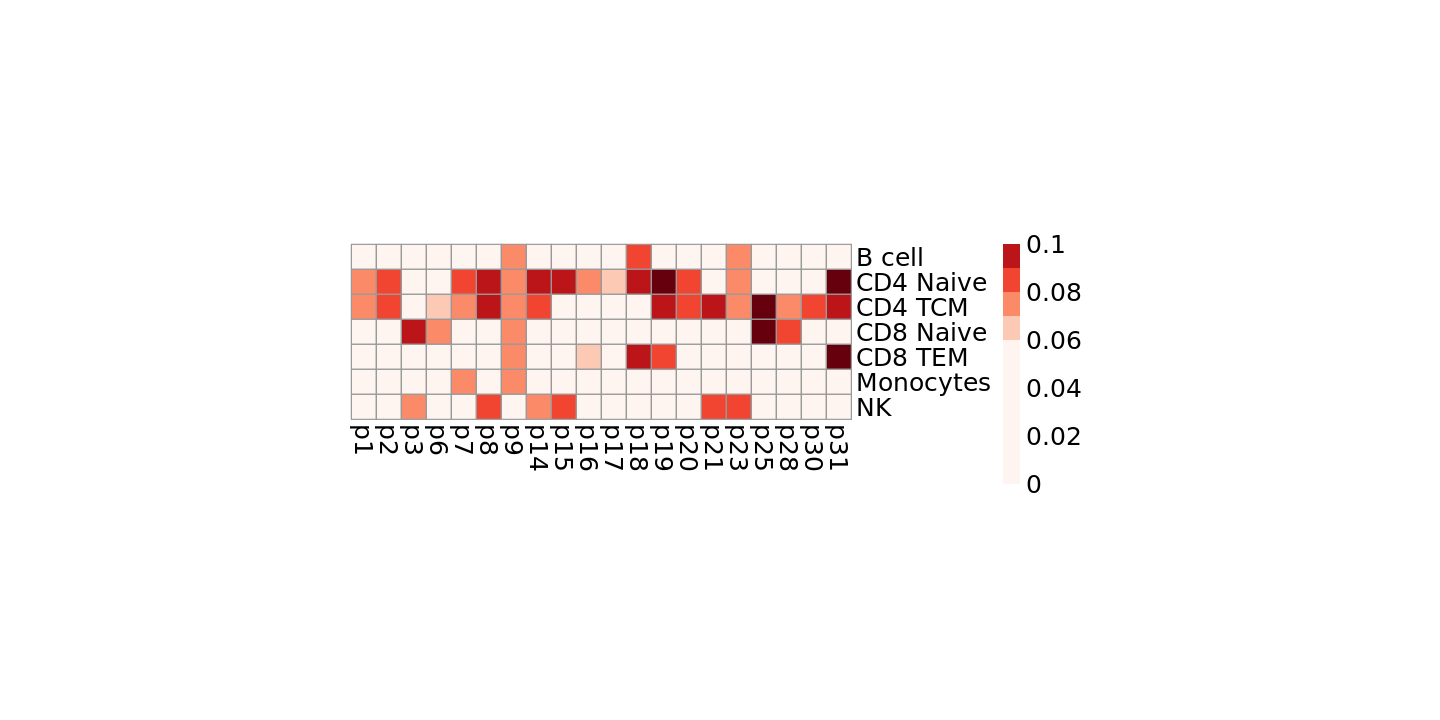 B cell
CD4 Naive
CD4 TCM
CD8 Naive
CD8 TEM
Monocytes
NK
p1
p2
p3
p6
p7
p8
p9
p14
p15
p16
p17
p18
p19
p20
p21
p23
p25
p28
p30
p31
0.1
0.08
0.06
0.04
0.02
0